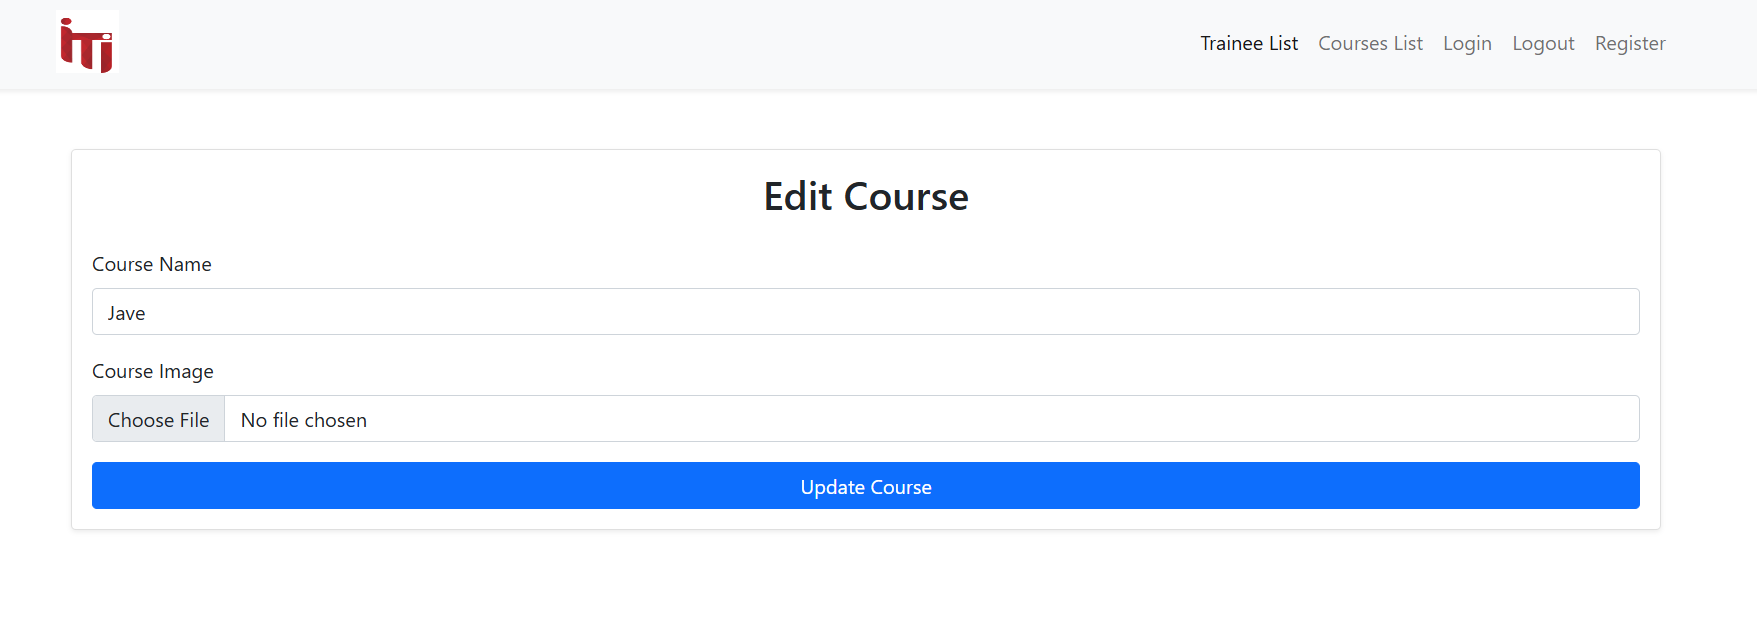 iTi
Trainee List Courses List Login Logout Register
Edit Course
Course Name
Jave
Course Image
Choose File No file chosen
Update Course